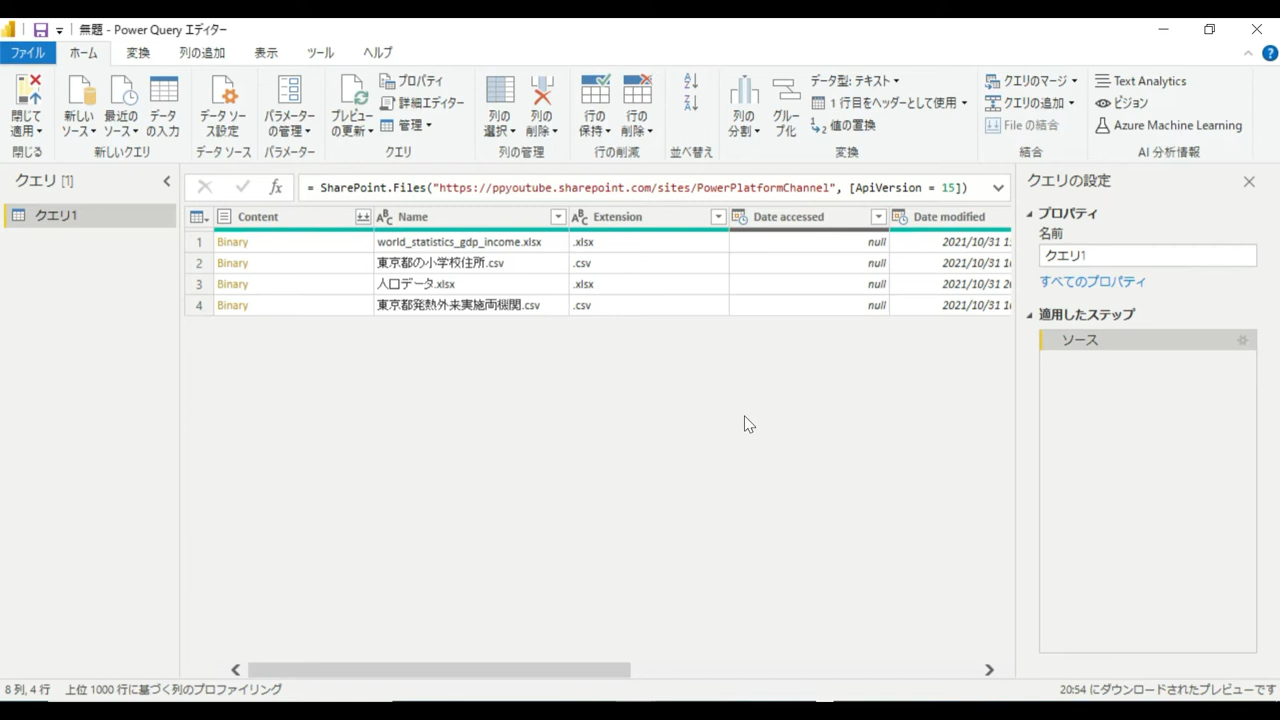 無題 - Power Query エディター
ファイル ホーム 変換 列の追加 表示 ツール ヘルプ
閉じて適用
新しいソース
最近のソース
データの入力
データ ソース設定
パラメーターの管理
プレビューの更新
プロパティ
詳細エディター
管理
列の選択
列の削除
行の保持
行の削除
列の分割
グループ化
データ型: テキスト
1 行目をヘッダーとして使用
値の置換
クエリのマージ
クエリの追加
File の結合
Text Analytics
ビジョン
Azure Machine Learning
閉じる 新しいクエリ データ ソース パラメーター クエリ 列の管理 行の削減 並べ替え 変換 結合 AI 分析情報
クエリ [1]
クエリ1
= SharePoint.Files("https://ppyoutube.sharepoint.com/sites/PowerPlatformChannel", [ApiVersion = 15])
Content Name Extension Date accessed Date modified
1 Binary world_statistics_gdp_income.xlsx .xlsx null 2021/10/31 1
2 Binary 東京都の小学校住所.csv .csv null 2021/10/31 1
3 Binary 人口データ.xlsx .xlsx null 2021/10/31 2
4 Binary 東京都発熱外来実施両機関.csv .csv null 2021/10/31 1
クエリの設定
プロパティ
名前
クエリ1
すべてのプロパティ
適用したステップ
ソース
8 列, 4 行 上位 1000 行に基づく列のプロファイリング
20:54 にダウンロードされたプレビューです